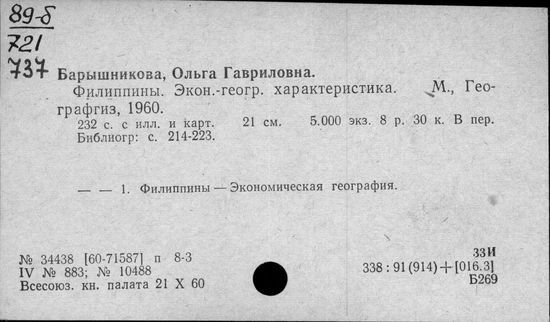 89-б
721
737
Барышникова, Ольга Гавриловна.
Филиппины. Экон.-геогр. характеристика. М., Гео-
графгиз, 1960.
232 с. с илл. и карт. 21 см. 5.000 экз. 8 р. 30 к. В пер.
Библиогр: с. 214-223.
— — 1. Филиппины — Экономическая география.
№ 34438 [60-71587] п 8-3
IV № 883; № 10488
Всесоюз. кн. палата 21 X 60
33И
338 : 91 (914) + [016.3]
Б269